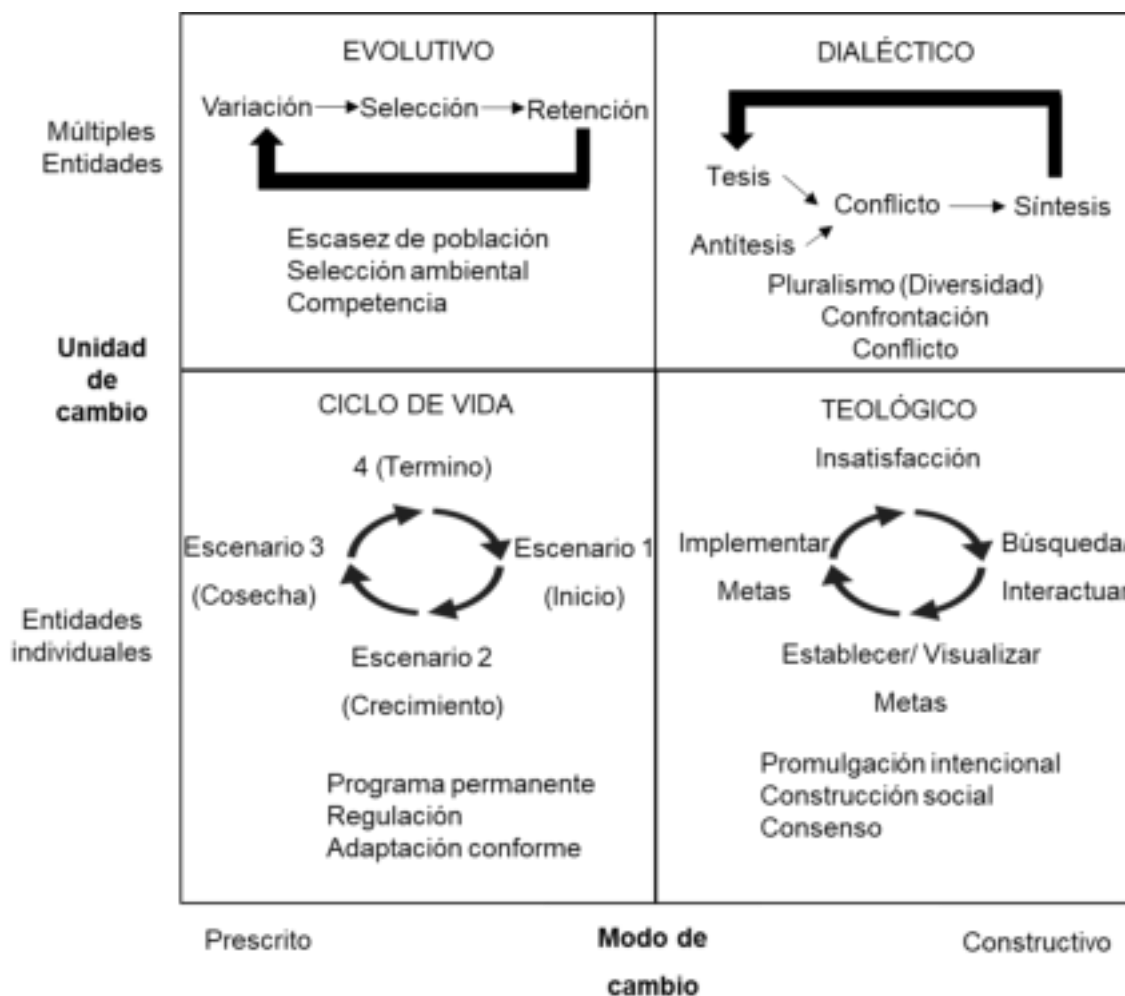 EVOLUTIVO
Variación Selección Retención
Escasez de población
Selección ambiental
Competencia
DIALÉCTICO
Tesis
Conflicto Síntesis
Antítesis
Pluralismo (Diversidad)
Confrontación
Conflicto
Múltiples
Entidades
Unidad
de
cambio
CICLO DE VIDA
4 (Termino)
Escenario 3 Escenario 1
(Cosecha) (Inicio)
Escenario 2
(Crecimiento)
Programa permanente
Regulación
Adaptación conforme
TEOLÓGICO
Insatisfacción
Implementar Búsqueda/
Metas Interactuar
Establecer/ Visualizar
Metas
Promulgación intencional
Construcción social
Consenso
Entidades
individuales
Prescrito Modo de Constructivo
cambio